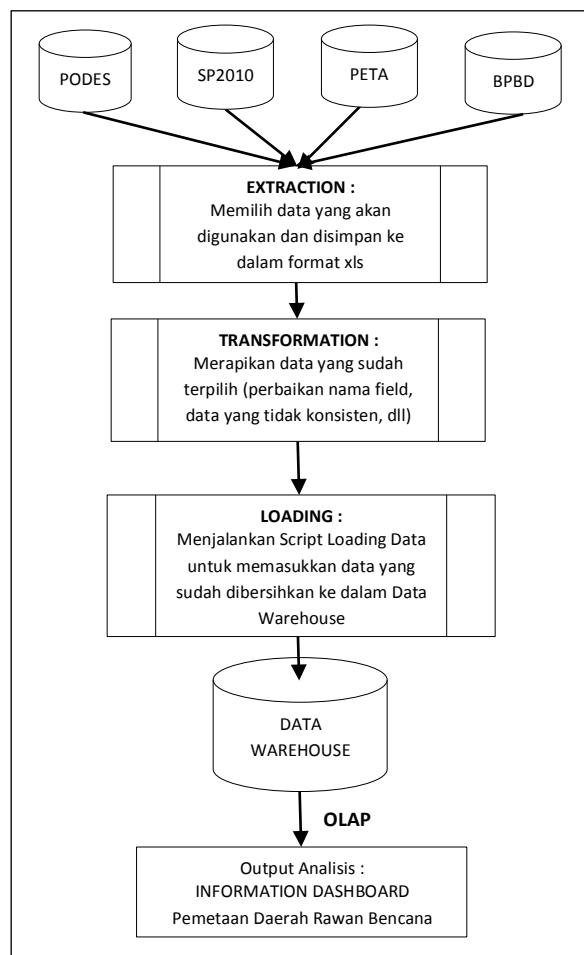 PODES
SP2010
PETA
BPBD
EXTRACTION :
Memilih data yang akan
digunakan dan disimpan ke
dalam format xls
TRANSFORMATION :
Merapikan data yang sudah
terpilih (perbaikan nama field,
data yang tidak konsisten, dll)
LOADING :
Menjalankan Script Loading Data
untuk memasukkan data yang
sudah dibersihkan ke dalam Data
Warehouse
DATA
WAREHOUSE
OLAP
Output Analisis :
INFORMATION DASHBOARD
Pemetaan Daerah Rawan Bencana